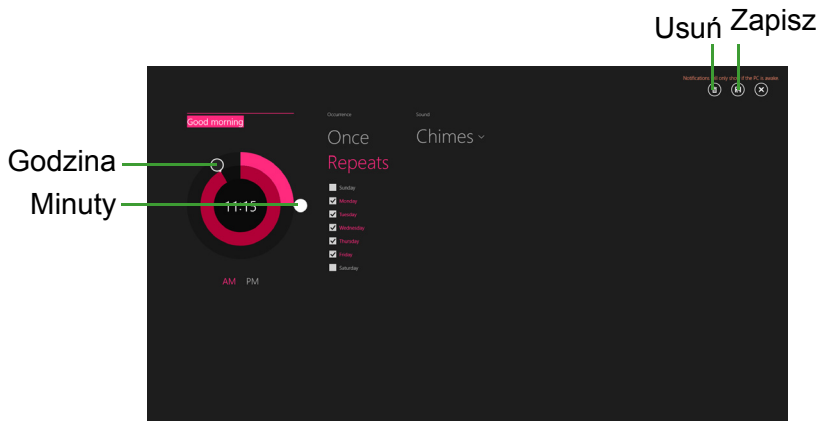 Usuń Zapisz
Notifications will only show if the PC is awake
Good morning
Occurrence
Sound
Once
Chimes
Repeats
Godzina
Minuty
11:15
Sunday
Monday
Tuesday
Wednesday
Thursday
Friday
Saturday
AM PM